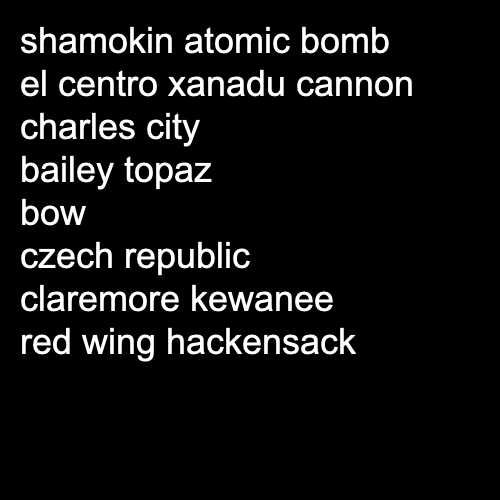 shamokin atomic bomb
el centro xanadu cannon
charles city
bailey topaz
bow
czech republic
claremore kewanee
red wing hackensack